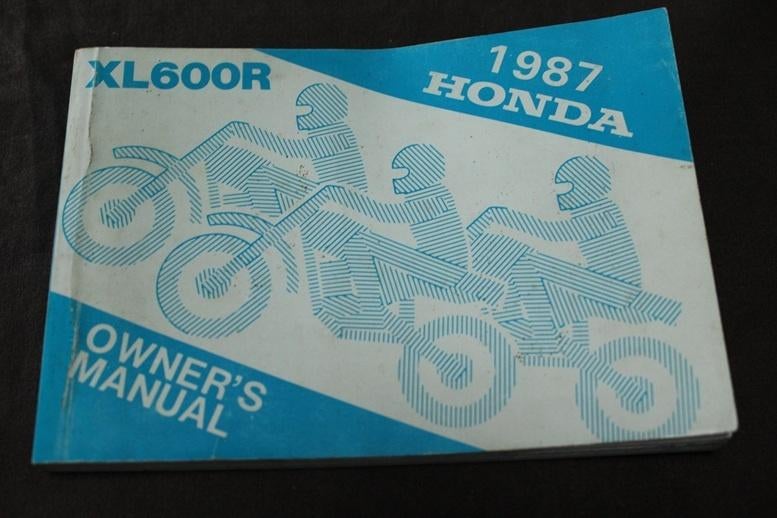 XL600R
1987
HONDA
OWNER'S
MANUAL